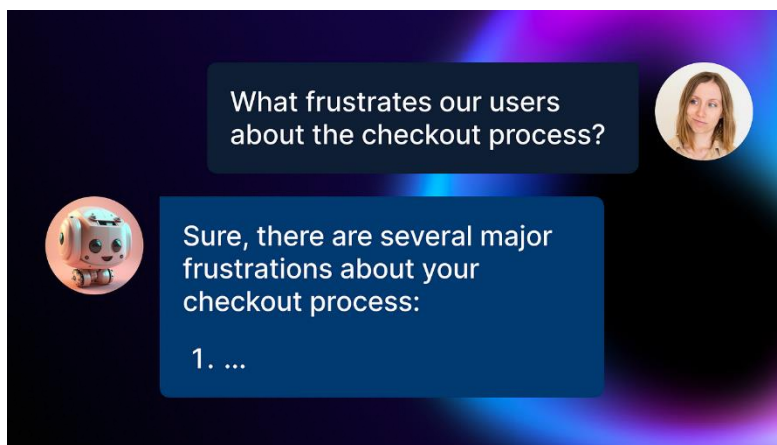 What frustrates our users
about the checkout process?
Sure, there are several major
frustrations about your
checkout process:
1. ...